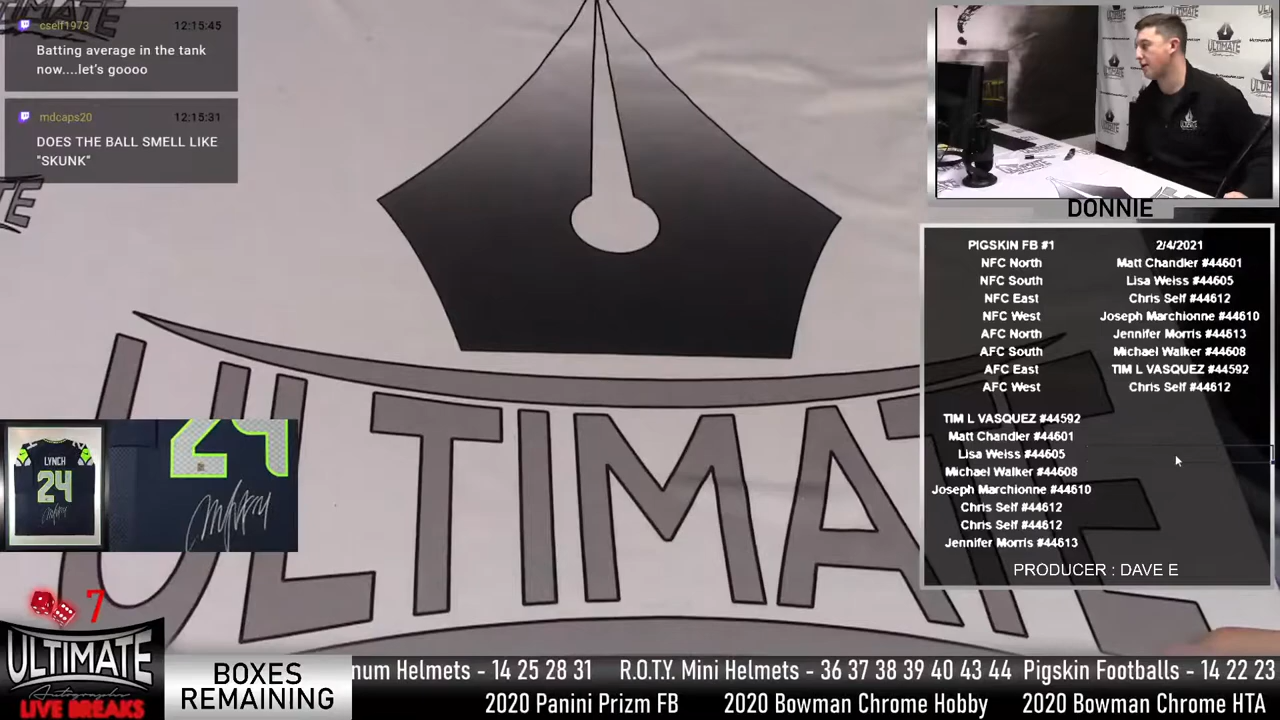 cself1973 12:15:45
Batting average in the tank
now....let's goooo
mdcaps20 12:15:31
DOES THE BALL SMELL LIKE
"SKUNK"
ULTIMATE
DONNIE
PIGSKIN FB #1 2/4/2021
NFC North Matt Chandler #44601
NFC South Lisa Weiss #44605
NFC East Chris Self #44612
NFC West Joseph Marchionne #44610
AFC North Jennifer Morris #44613
AFC South Michael Walker #44608
AFC East TIM L VASQUEZ #44592
AFC West Chris Self #44612
TIM L VASQUEZ #44592
Matt Chandler #44601
Lisa Weiss #44605
Michael Walker #44608
Joseph Marchionne #44610
Chris Self #44612
Chris Self #44612
Jennifer Morris #44613
PRODUCER : DAVE E
LYNCH
24
24
ULTIMATE
7
ULTIMATE
Autographs
LIVE BREAKS
BOXES
REMAINING
Helmets - 14 25 28 31 R.O.T.Y. Mini Helmets - 36 37 38 39 40 43 44 Pigskin Footballs - 14 22 23
2020 Panini Prizm FB 2020 Bowman Chrome Hobby 2020 Bowman Chrome HTA